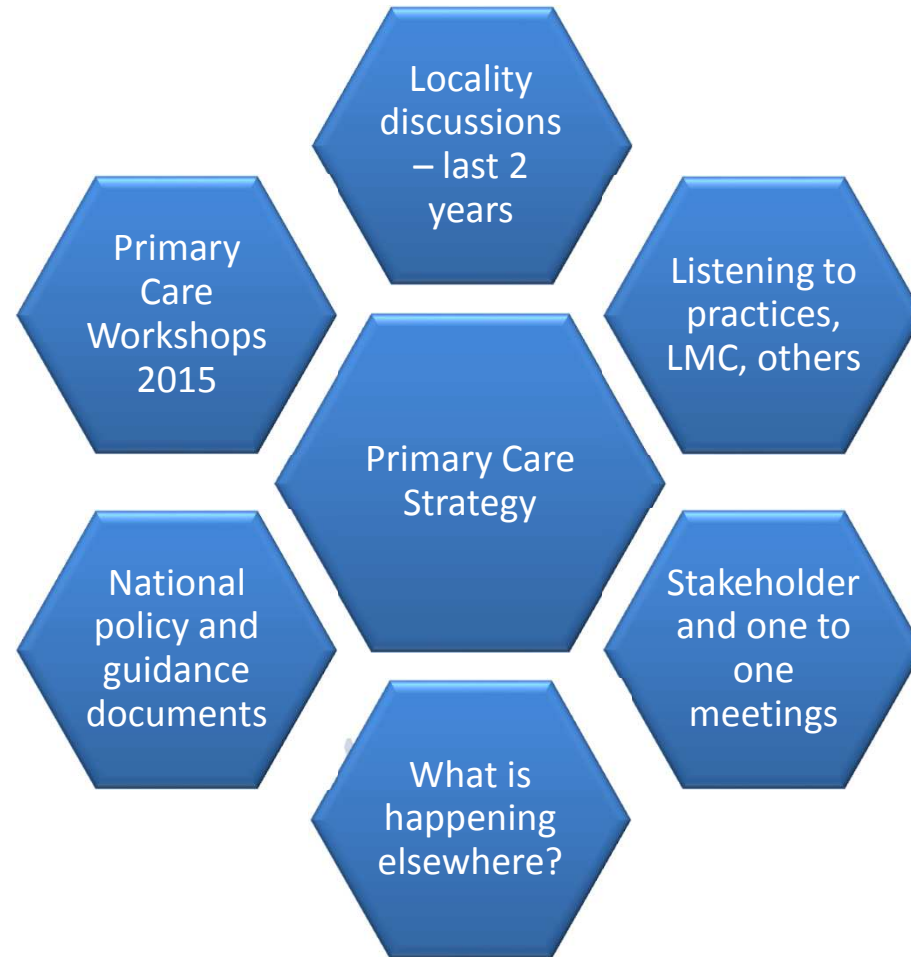 Locality
discussions
– last 2
years
Primary
Care
Workshops
2015
Listening to
practices,
LMC, others
Primary Care
Strategy
National
policy and
guidance
documents
Stakeholder
and one to
one
meetings
What is
happening
elsewhere?